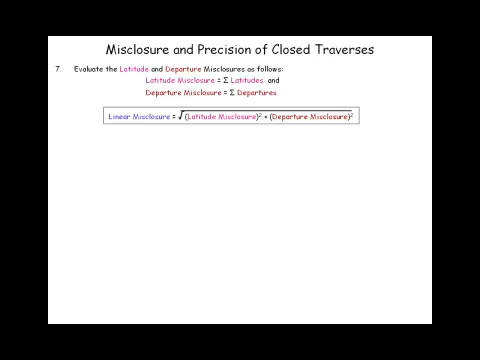 Misclosure and Precision of Closed Traverses
7. Evaluate the Latitude and Departure Misclosures as follows:
Latitude Misclosure = Σ Latitudes and
Departure Misclosure = Σ Departures
Linear Misclosure = √(Latitude Misclosure)² + (Departure Misclosure)²